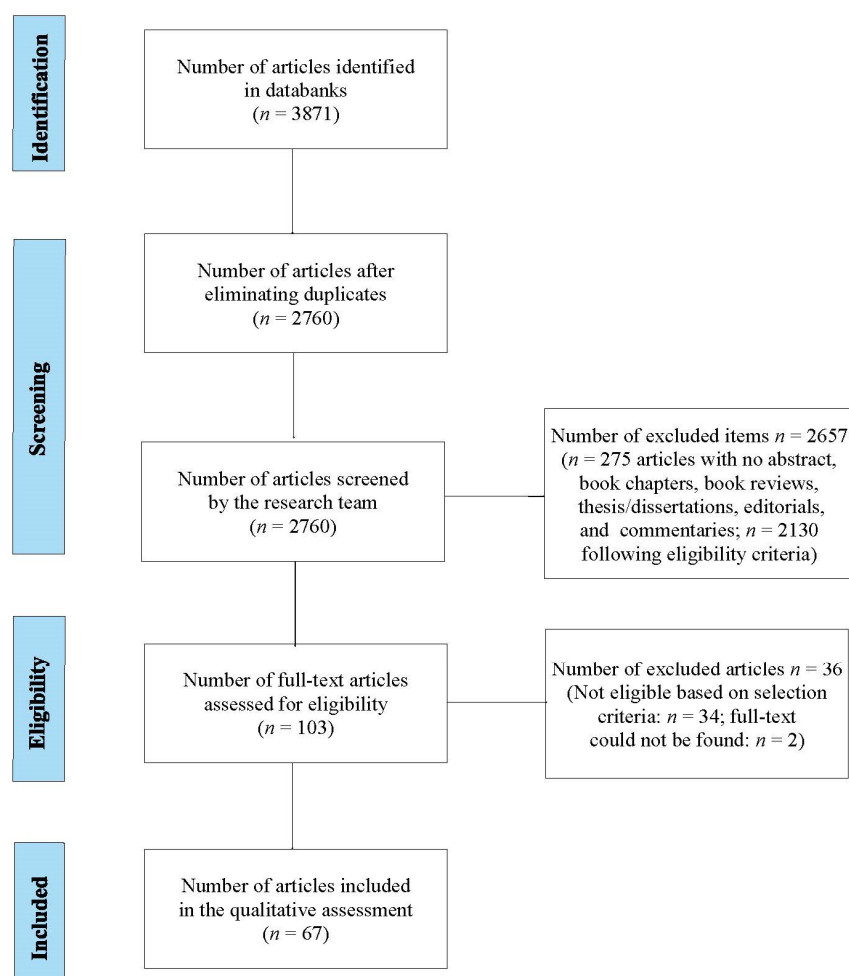 Identification
Number of articles identified
in databanks
(n = 3871)
Screening
Number of articles after
eliminating duplicates
(n = 2760)
Number of articles screened
by the research team
(n = 2760)
Number of excluded items n = 2657
(n = 275 articles with no abstract,
book chapters, book reviews,
thesis/dissertations, editorials,
and commentaries; n = 2130
following eligibility criteria)
Eligibility
Number of full-text articles
assessed for eligibility
(n = 103)
Number of excluded articles n = 36
(Not eligible based on selection
criteria: n = 34; full-text
could not be found: n = 2)
Included
Number of articles included
in the qualitative assessment
(n = 67)